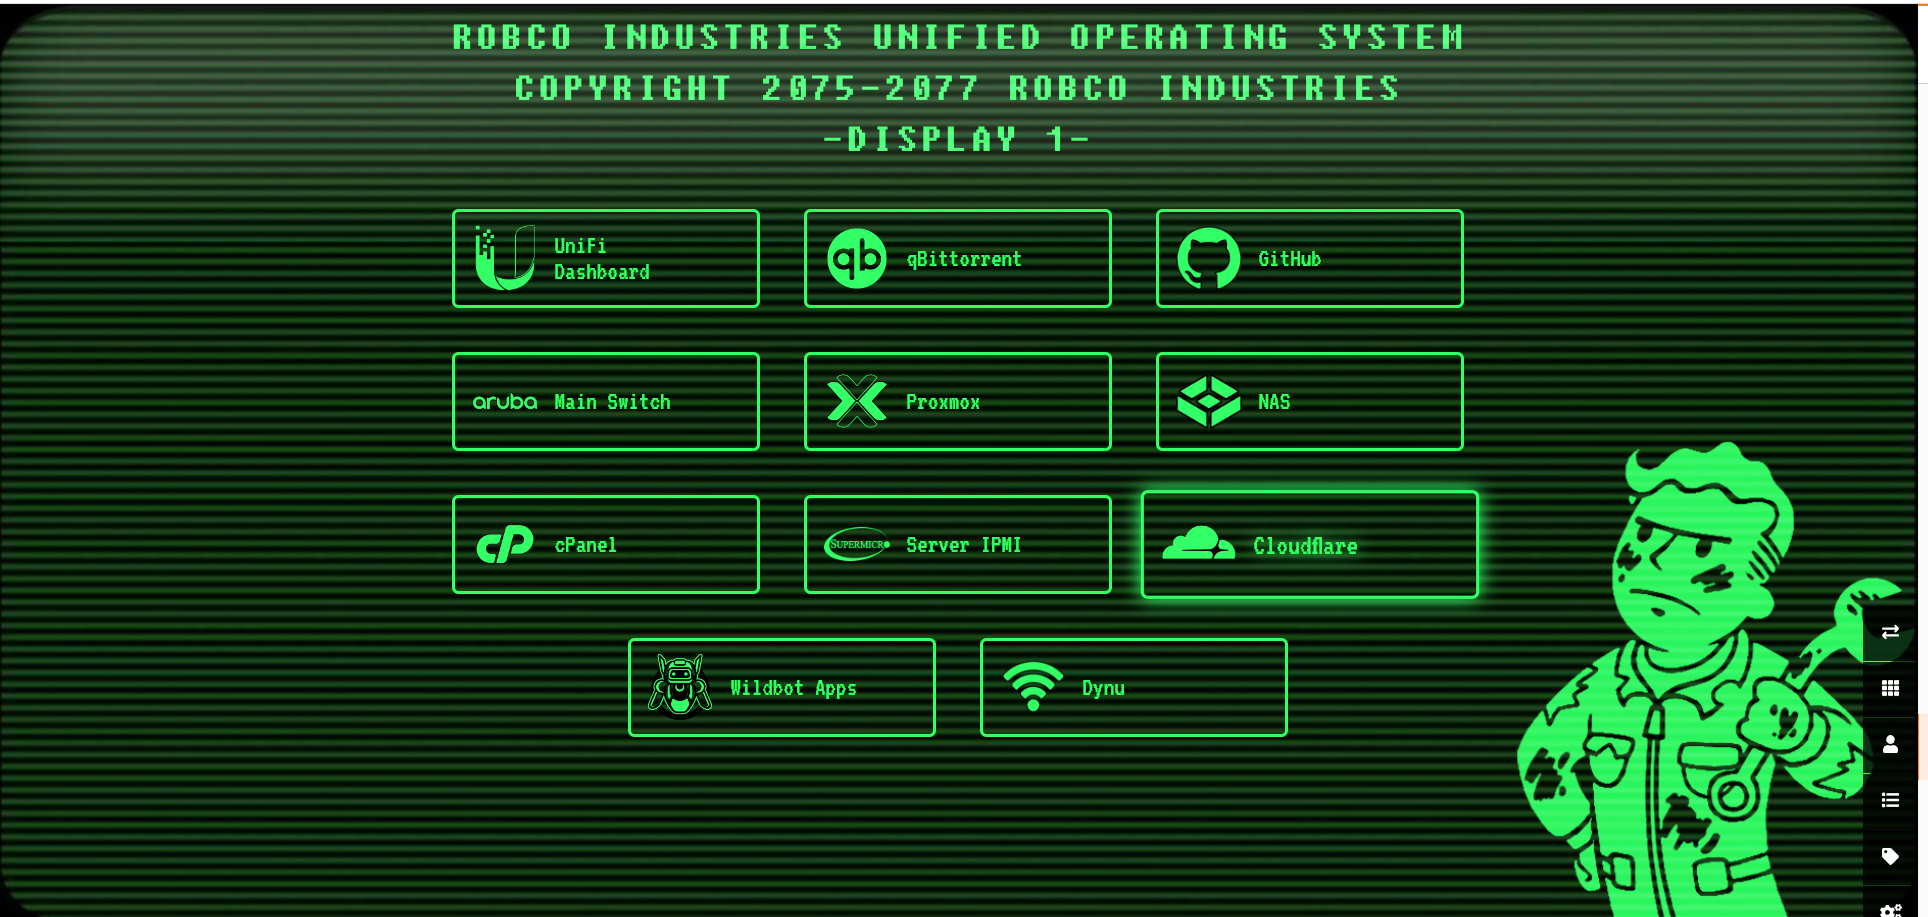 ROBCO INDUSTRIES UNIFIED OPERATING SYSTEM
COPYRIGHT 2075-2077 ROBCO INDUSTRIES
-DISPLAY 1-
UniFi
Dashboard
qBittorrent
GitHub
aruba Main Switch
Proxmox
NAS
cPanel
SUPERMICRO Server IPMI
Cloudflare
Wildbot Apps
Dynu